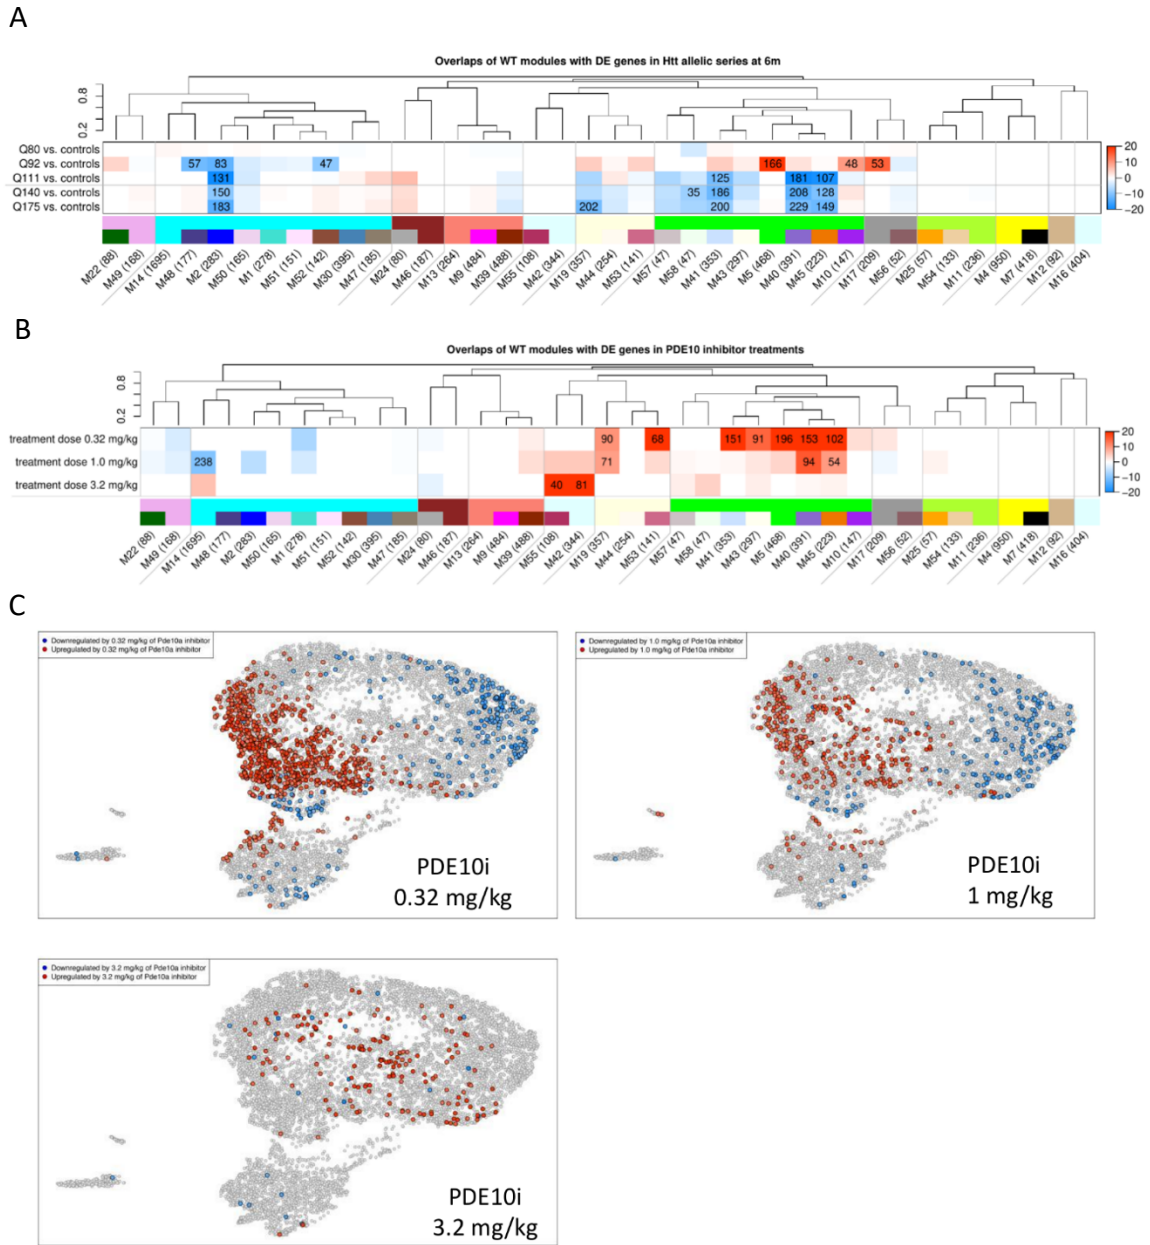 A
Overlaps of WT modules with DE genes in Htt allelic series at 6m
0.8
0.2
Q80 vs. controls
Q92 vs. controls 57 83 47 166 48 53
Q111 vs. controls 131 125 181 107
Q140 vs. controls 150 35 186 208 128
Q175 vs. controls 183 202 200 229 149
20
10
0
−10
−20
M22 (88) M49 (168) M14 (1695) M48 (177) M2 (283) M50 (165) M1 (278) M51 (151) M52 (142) M30 (395) M47 (185) M24 (80) M46 (187) M13 (264) M9 (484) M39 (488) M55 (108) M42 (344) M19 (357) M44 (254) M53 (141) M57 (47) M58 (47) M41 (353) M43 (297) M5 (468) M40 (391) M45 (223) M10 (147) M17 (209) M56 (52) M25 (57) M54 (133) M11 (236) M4 (950) M7 (418) M12 (92) M16 (404)
B
Overlaps of WT modules with DE genes in PDE10 inhibitor treatments
0.8
0.2
treatment dose 0.32 mg/kg 90 68 151 91 196 153 102
treatment dose 1.0 mg/kg 238 71 94 54
treatment dose 3.2 mg/kg 40 81
20
10
0
−10
−20
M22 (88) M49 (168) M14 (1695) M48 (177) M2 (283) M50 (165) M1 (278) M51 (151) M52 (142) M30 (395) M47 (185) M24 (80) M46 (187) M13 (264) M9 (484) M39 (488) M55 (108) M42 (344) M19 (357) M44 (254) M53 (141) M57 (47) M58 (47) M41 (353) M43 (297) M5 (468) M40 (391) M45 (223) M10 (147) M17 (209) M56 (52) M25 (57) M54 (133) M11 (236) M4 (950) M7 (418) M12 (92) M16 (404)
C
Downregulated by 0.32 mg/kg of Pde10a inhibitor
Upregulated by 0.32 mg/kg of Pde10a inhibitor
PDE10i
0.32 mg/kg
Downregulated by 1.0 mg/kg of Pde10a inhibitor
Upregulated by 1.0 mg/kg of Pde10a inhibitor
PDE10i
1 mg/kg
Downregulated by 3.2 mg/kg of Pde10a inhibitor
Upregulated by 3.2 mg/kg of Pde10a inhibitor
PDE10i
3.2 mg/kg